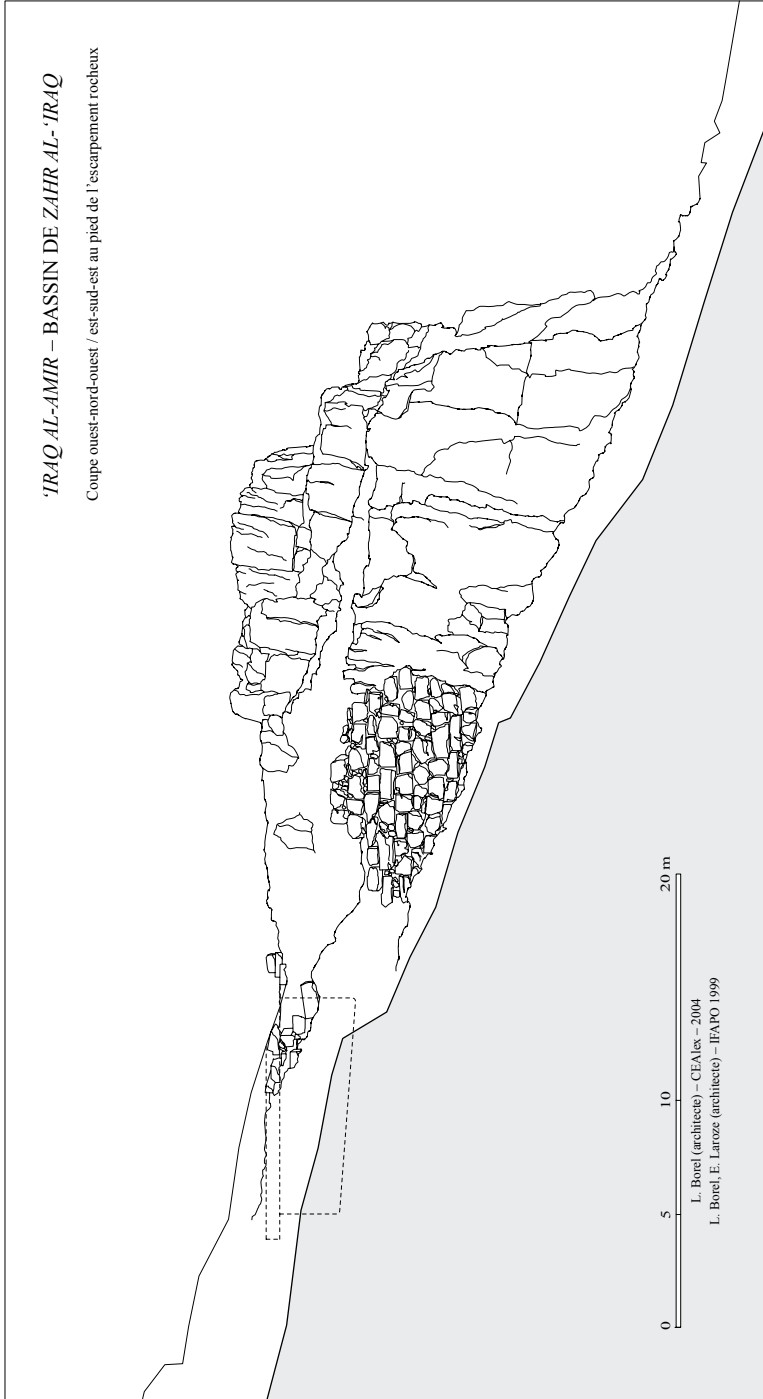 ‘IRAQ AL-AMIR – BASSIN DE ZAHR AL-‘IRAQ
Coupe ouest-nord-ouest / est-sud-est au pied de l’escarpement rocheux
0 5 10 20 m
L. Borel (architecte) – CEAlex – 2004
L. Borel, E. Laroze (architecte) – IFAPO 1999